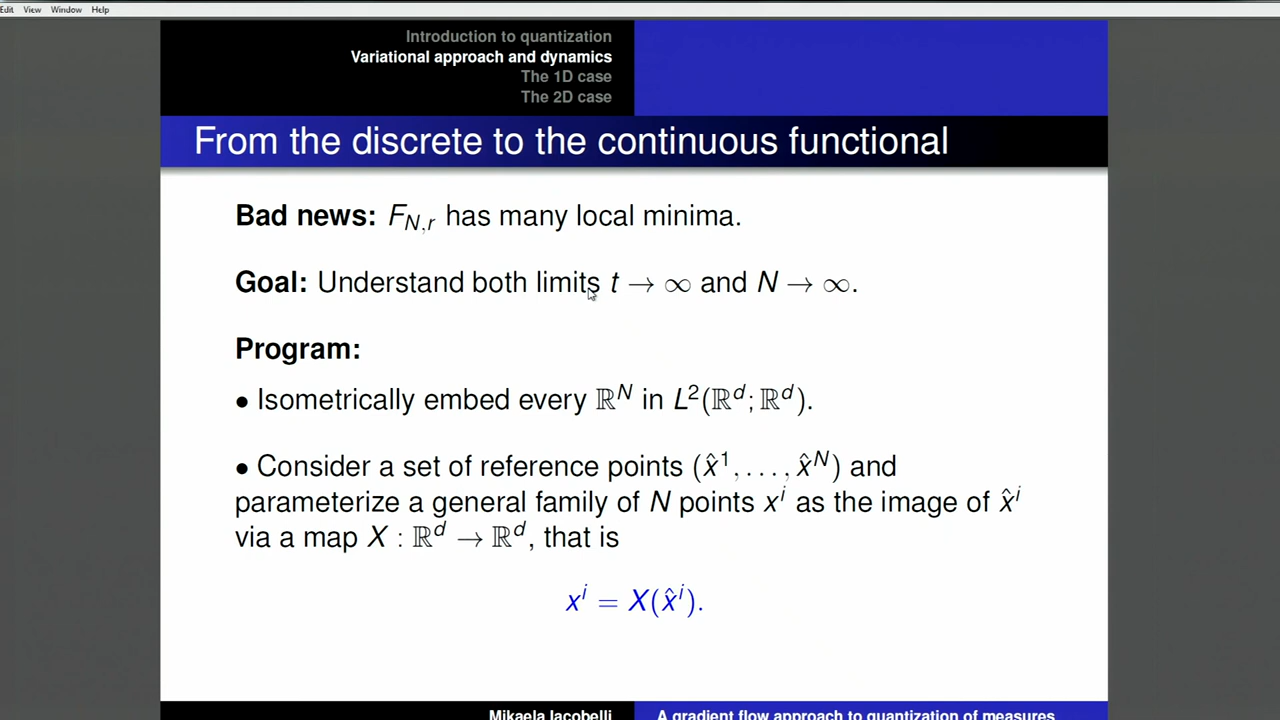 Edit View Window Help
Introduction to quantization
Variational approach and dynamics
The 1D case
The 2D case
From the discrete to the continuous functional
Bad news: F_{N,r} has many local minima.
Goal: Understand both limits t → ∞ and N → ∞.
Program:
• Isometrically embed every ℝ^N in L²(ℝ^d; ℝ^d).
• Consider a set of reference points (x̂¹, . . . , x̂^N) and
parameterize a general family of N points x^i as the image of x̂^i
via a map X : ℝ^d → ℝ^d, that is
x^i = X(x̂^i).
Mikaela Iacobelli
A gradient flow approach to quantization of measures